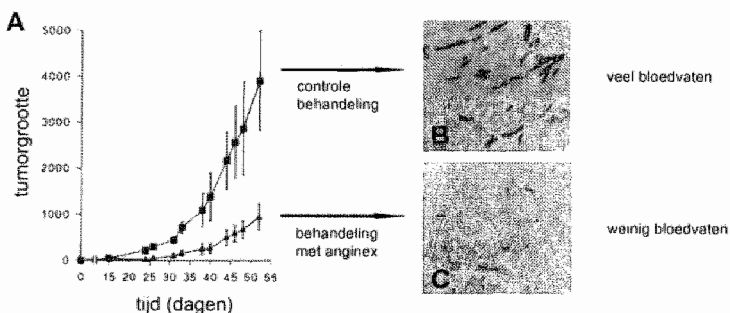 A
5000
4000
3000
2000
1000
0
0 15 20 25 30 35 40 45 50 55
tumorgrootte
tijd (dagen)
controle
behandeling
B
veel bloedvaten
behandeling
met anginex
C
weinig bloedvaten